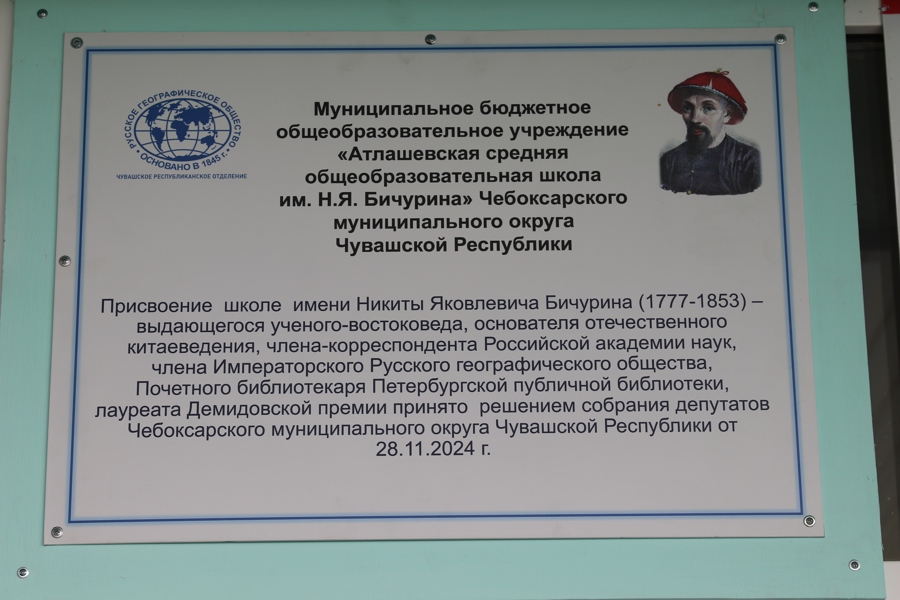 РУССКОЕ ГЕОГРАФИЧЕСКОЕ ОБЩЕСТВО
• ОСНОВАНО В 1845 г. •
ЧУВАШСКОЕ РЕСПУБЛИКАНСКОЕ ОТДЕЛЕНИЕ
Муниципальное бюджетное
общеобразовательное учреждение
«Атлашевская средняя
общеобразовательная школа
им. Н.Я. Бичурина» Чебоксарского
муниципального округа
Чувашской Республики
Присвоение школе имени Никиты Яковлевича Бичурина (1777-1853) –
выдающегося ученого-востоковеда, основателя отечественного
китаеведения, члена-корреспондента Российской академии наук,
члена Императорского Русского географического общества,
Почетного библиотекаря Петербургской публичной библиотеки,
лауреата Демидовской премии принято решением собрания депутатов
Чебоксарского муниципального округа Чувашской Республики от
28.11.2024 г.